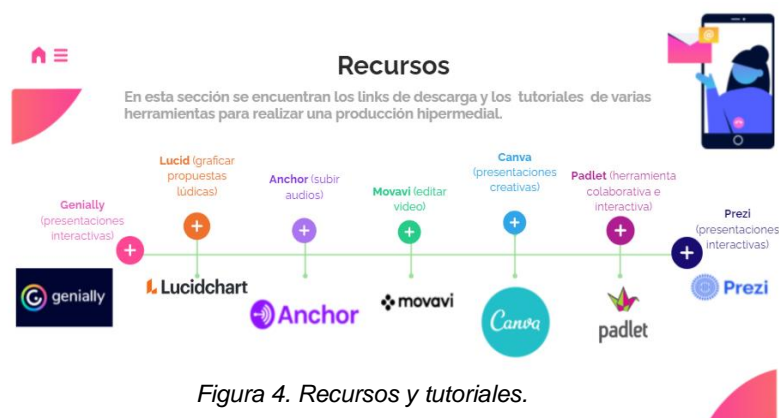 Recursos
En esta sección se encuentran los links de descarga y los tutoriales de varias
herramientas para realizar una producción hipermedial.
Genially
(presentaciones
interactivas)
Lucid (graficar
propuestas
lúdicas)
Anchor (subir
audios)
Movavi (editar
video)
Canva
(presentaciones
creativas)
Padlet (herramienta
colaborativa e
interactiva)
Prezi
(presentaciones
interactivas)
genially
Lucidchart
Anchor
movavi
Canva
padlet
Prezi
Figura 4. Recursos y tutoriales.